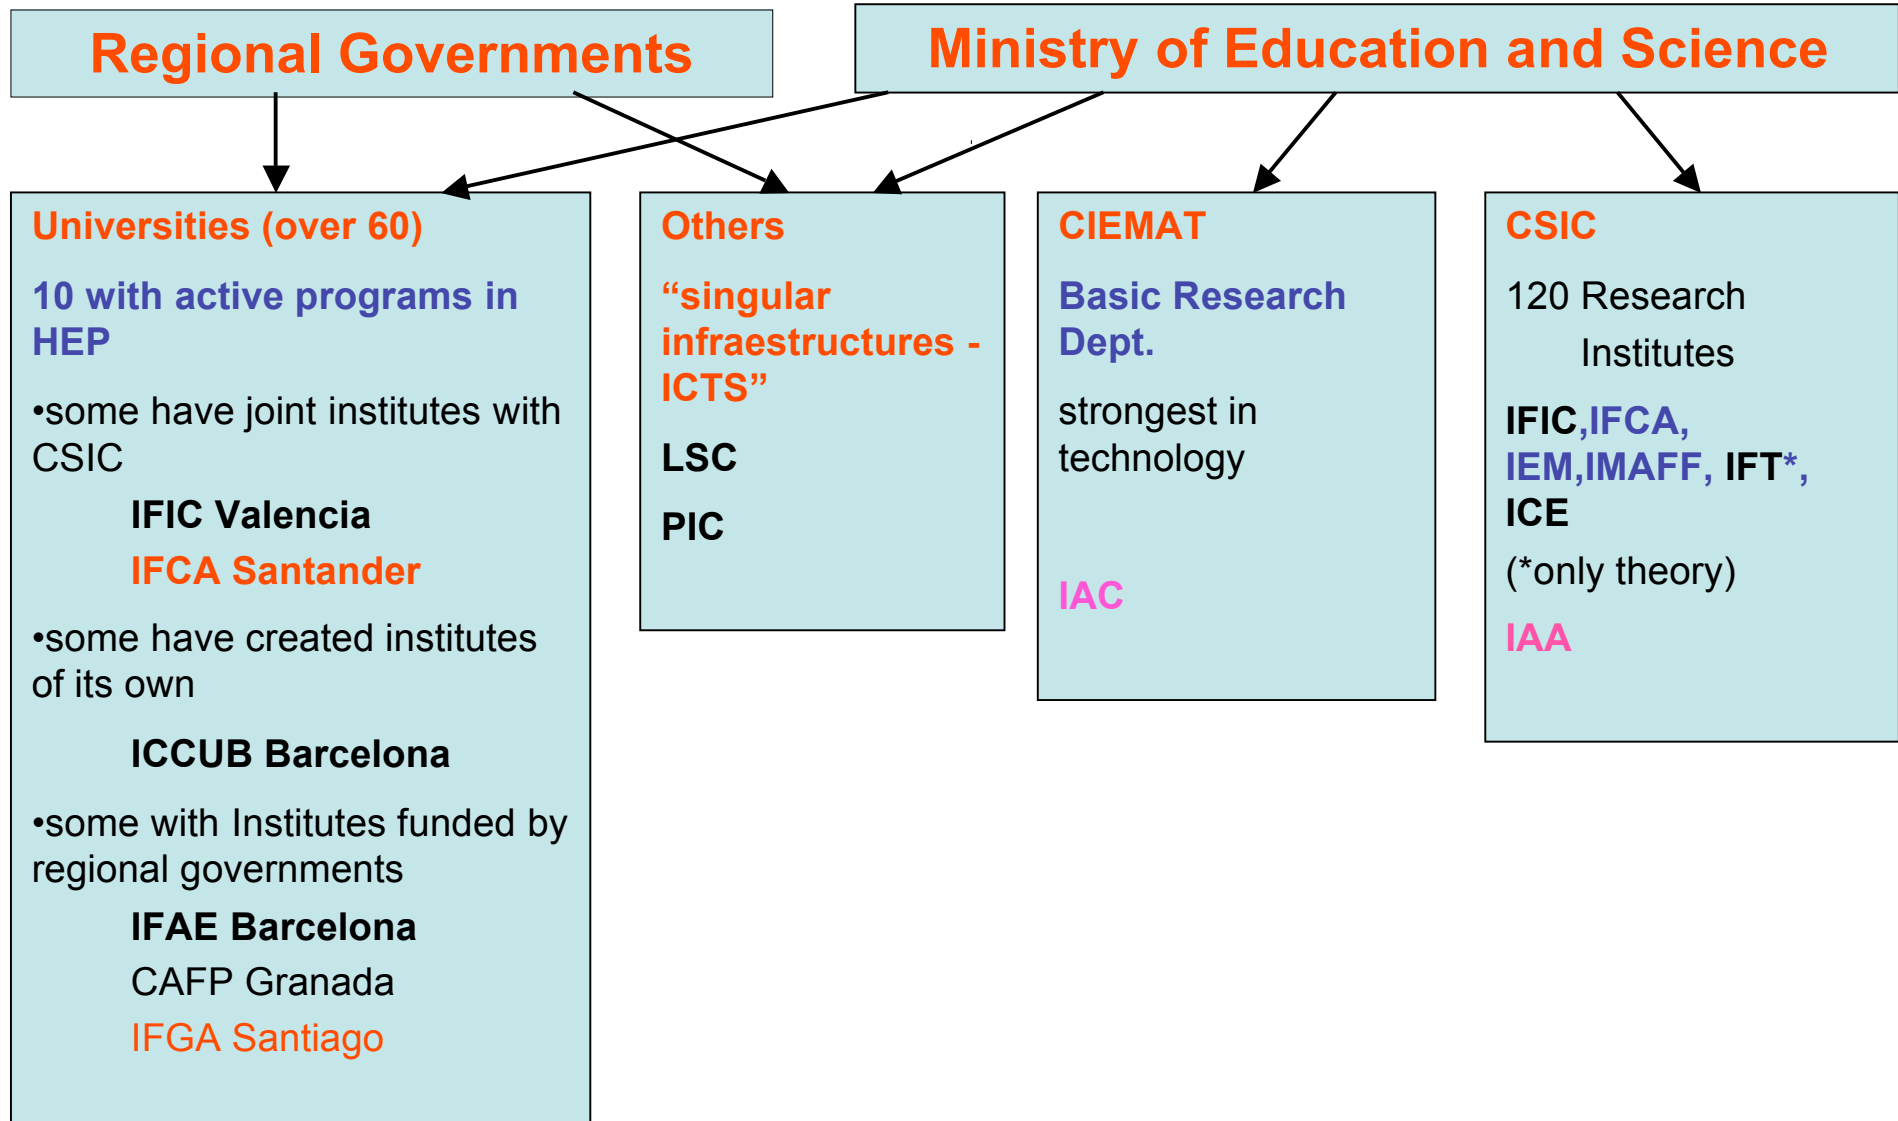 Regional Governments
Ministry of Education and Science
Universities (over 60)
10 with active programs in
HEP
•some have joint institutes with
CSIC
IFIC Valencia
IFCA Santander
•some have created institutes
of its own
ICCUB Barcelona
•some with Institutes funded by
regional governments
IFAE Barcelona
CAFP Granada
IFGA Santiago
Others
“singular
infraestructures -
ICTS”
LSC
PIC
CIEMAT
Basic Research
Dept.
strongest in
technology
IAC
CSIC
120 Research
Institutes
IFIC,IFCA,
IEM,IMAFF, IFT*,
ICE
(*only theory)
IAA